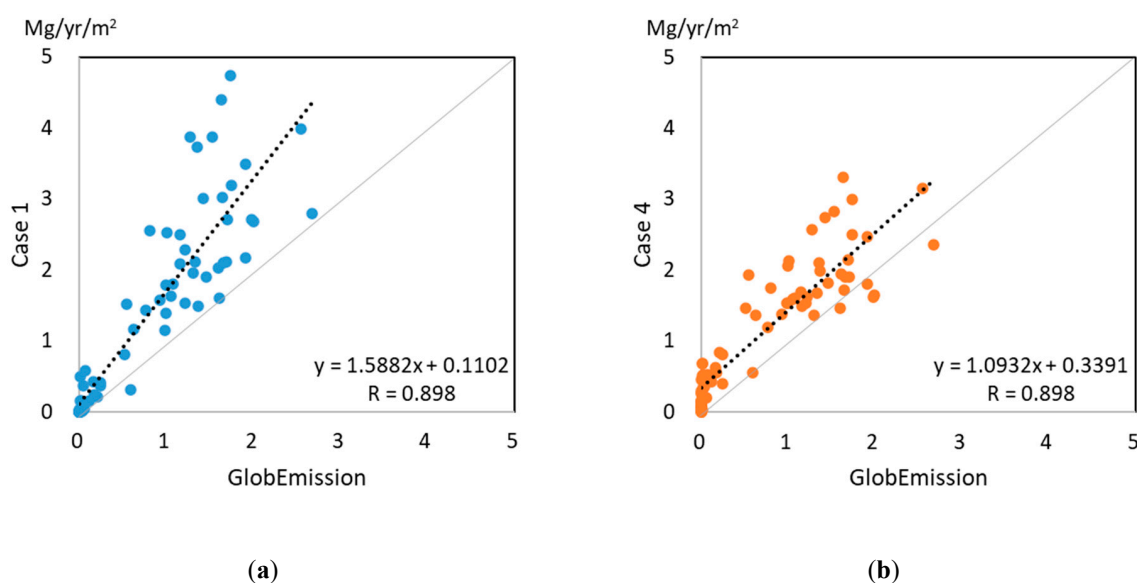 Mg/yr/m²
5
4
3
2
1
0
Case 1
y = 1.5882x + 0.1102
R = 0.898
0 1 2 3 4 5
GlobEmission
(a)
Mg/yr/m²
5
4
3
2
1
0
Case 4
y = 1.0932x + 0.3391
R = 0.898
0 1 2 3 4 5
GlobEmission
(b)